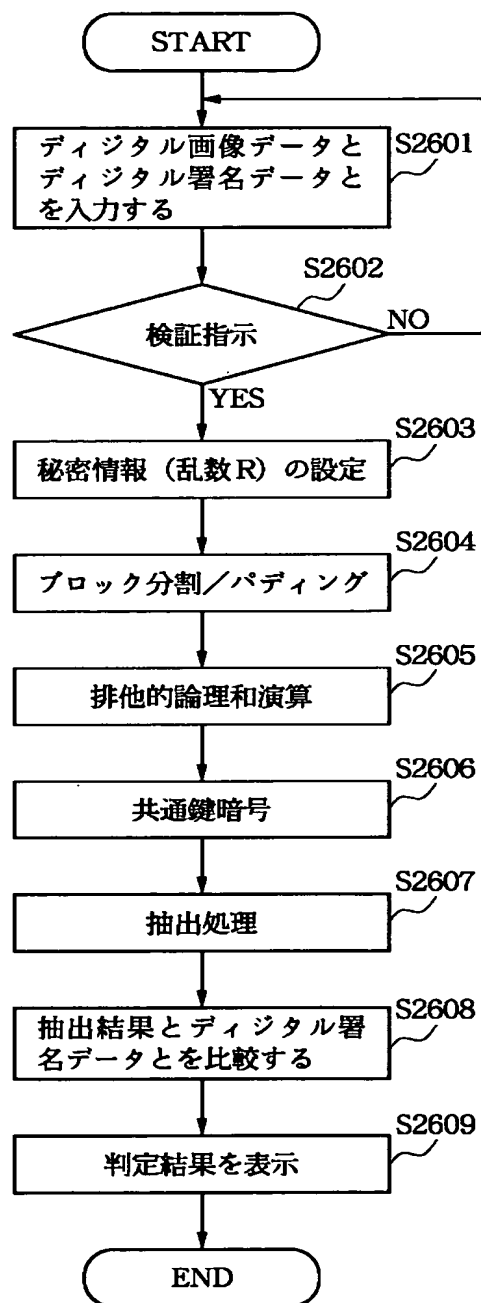 START
ディジタル画像データと
ディジタル署名データと
を入力する
S2601
S2602
検証指示
NO
YES
S2603
秘密情報（乱数R）の設定
S2604
ブロック分割／パディング
S2605
排他的論理和演算
S2606
共通鍵暗号
S2607
抽出処理
S2608
抽出結果とディジタル署
名データとを比較する
S2609
判定結果を表示
END